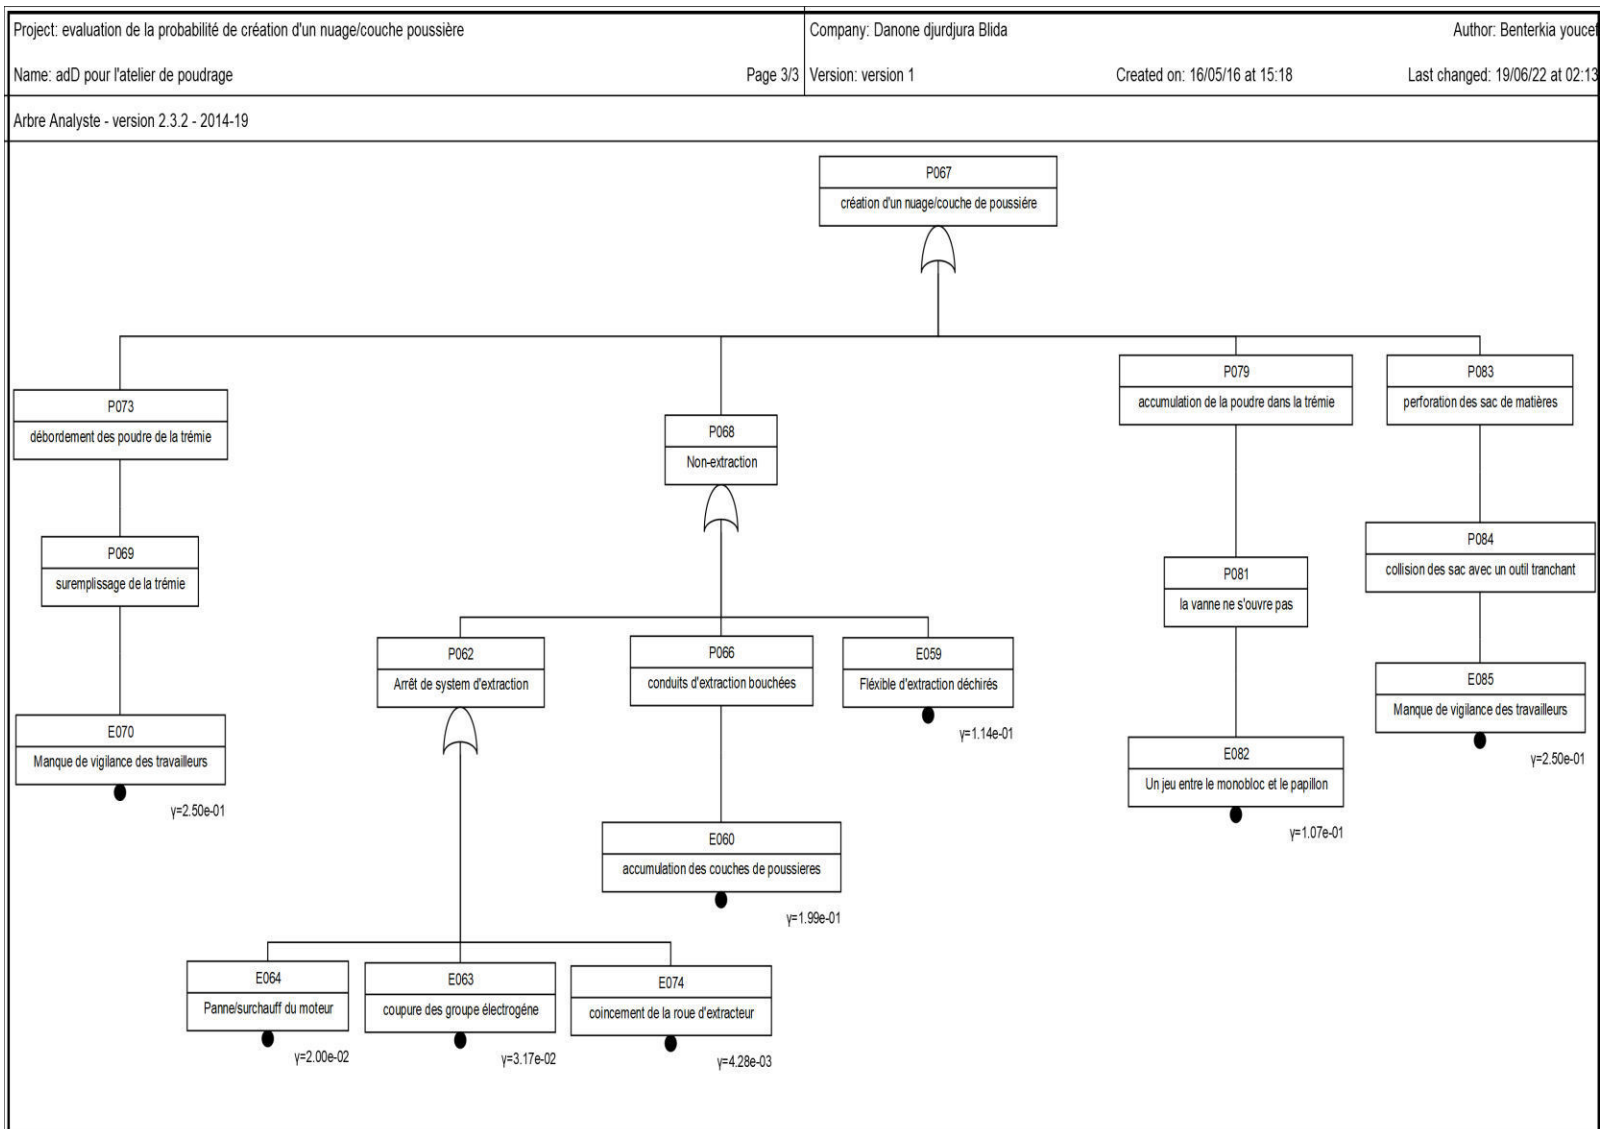 Project: evaluation de la probabilité de création d'un nuage/couche poussière
Company: Danone djurdjura Blida
Author: Benterkia youcef
Name: adD pour l'atelier de poudrage
Page 3/3
Version: version 1
Created on: 16/05/16 at 15:18
Last changed: 19/06/22 at 02:13
Arbre Analyste - version 2.3.2 - 2014-19
P067
création d'un nuage/couche de poussiére
P073
débordement des poudre de la trémie
P068
Non-extraction
P079
accumulation de la poudre dans la trémie
P083
perforation des sac de matières
P069
suremplissage de la trémie
P081
la vanne ne s'ouvre pas
P084
collision des sac avec un outil tranchant
P062
Arrêt de system d'extraction
P066
conduits d'extraction bouchées
E059
Fléxible d'extraction déchirés
γ=1.14e-01
E070
Manque de vigilance des travailleurs
γ=2.50e-01
E082
Un jeu entre le monobloc et le papillon
γ=1.07e-01
E085
Manque de vigilance des travailleurs
γ=2.50e-01
E060
accumulation des couches de poussieres
γ=1.99e-01
E064
Panne/surchauff du moteur
γ=2.00e-02
E063
coupure des groupe électrogéne
γ=3.17e-02
E074
coincement de la roue d'extracteur
γ=4.28e-03